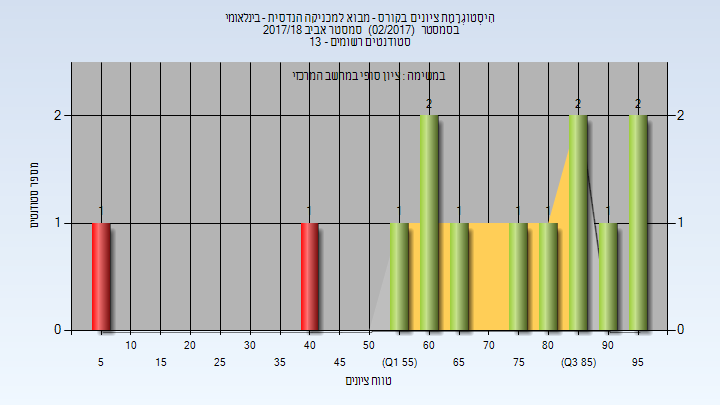 היסטוגרמת ציונים בקורס - מבוא למכניקה הנדסית - בינלאומי
בסמסטר (02/2017) סמסטר אביב 2017/18
סטודנטים רשומים - 13
במשימה : ציון סופי במחשב המרכזי
2 2 2
2 2
1 1 1 1 1 1 1
1 1
0 0
מספר סטודנטים
10 20 30 40 50 60 70 80 90
5 15 25 35 45 (Q1 55) 65 75 (Q3 85) 95
טווח ציונים